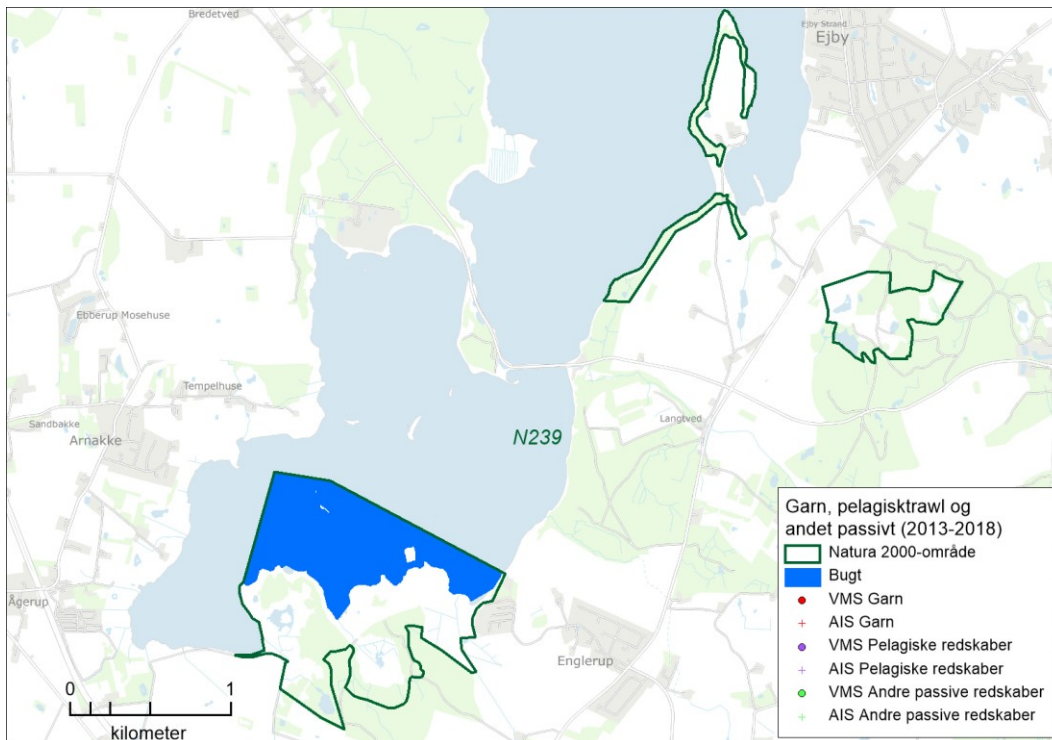 Bredetved
Ejby Strand
Ejby
Ebberup Mosehuse
Tempelhuse
Sandbakke
Arnakke
Langtved
N239
Ågerup
Englerup
0
1
kilometer
Garn, pelagisktrawl og
andet passivt (2013-2018)
Natura 2000-område
Bugt
VMS Garn
AIS Garn
VMS Pelagiske redskaber
AIS Pelagiske redskaber
VMS Andre passive redskaber
AIS Andre passive redskaber